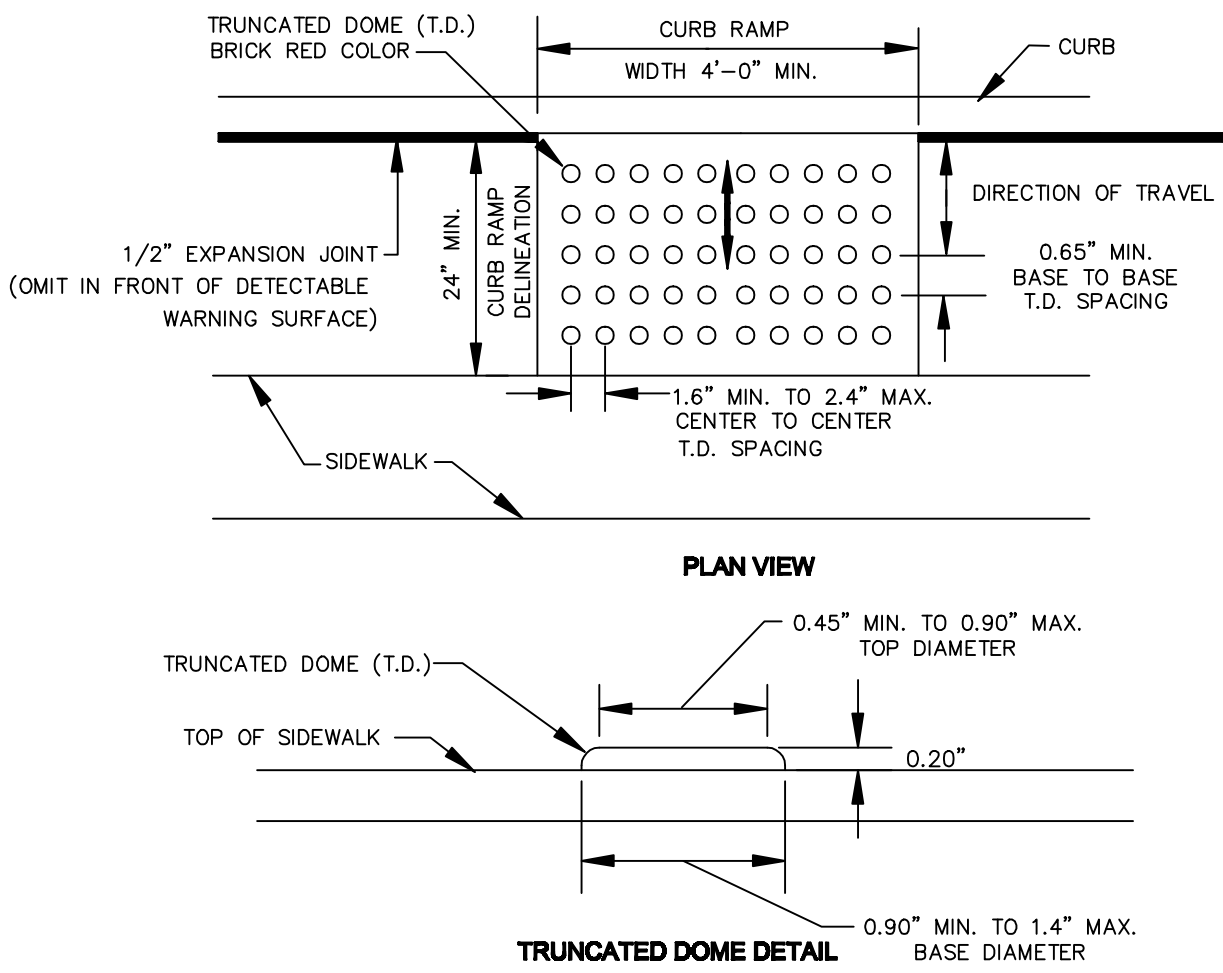 TRUNCATED DOME (T.D.)
BRICK RED COLOR
CURB RAMP
WIDTH 4'-0" MIN.
CURB
DIRECTION OF TRAVEL
24" MIN.
CURB RAMP
DELINEATION
1/2" EXPANSION JOINT
(OMIT IN FRONT OF DETECTABLE
WARNING SURFACE)
0.65" MIN.
BASE TO BASE
T.D. SPACING
1.6" MIN. TO 2.4" MAX.
CENTER TO CENTER
T.D. SPACING
SIDEWALK
PLAN VIEW
0.45" MIN. TO 0.90" MAX.
TOP DIAMETER
TRUNCATED DOME (T.D.)
TOP OF SIDEWALK
0.20"
0.90" MIN. TO 1.4" MAX.
BASE DIAMETER
TRUNCATED DOME DETAIL